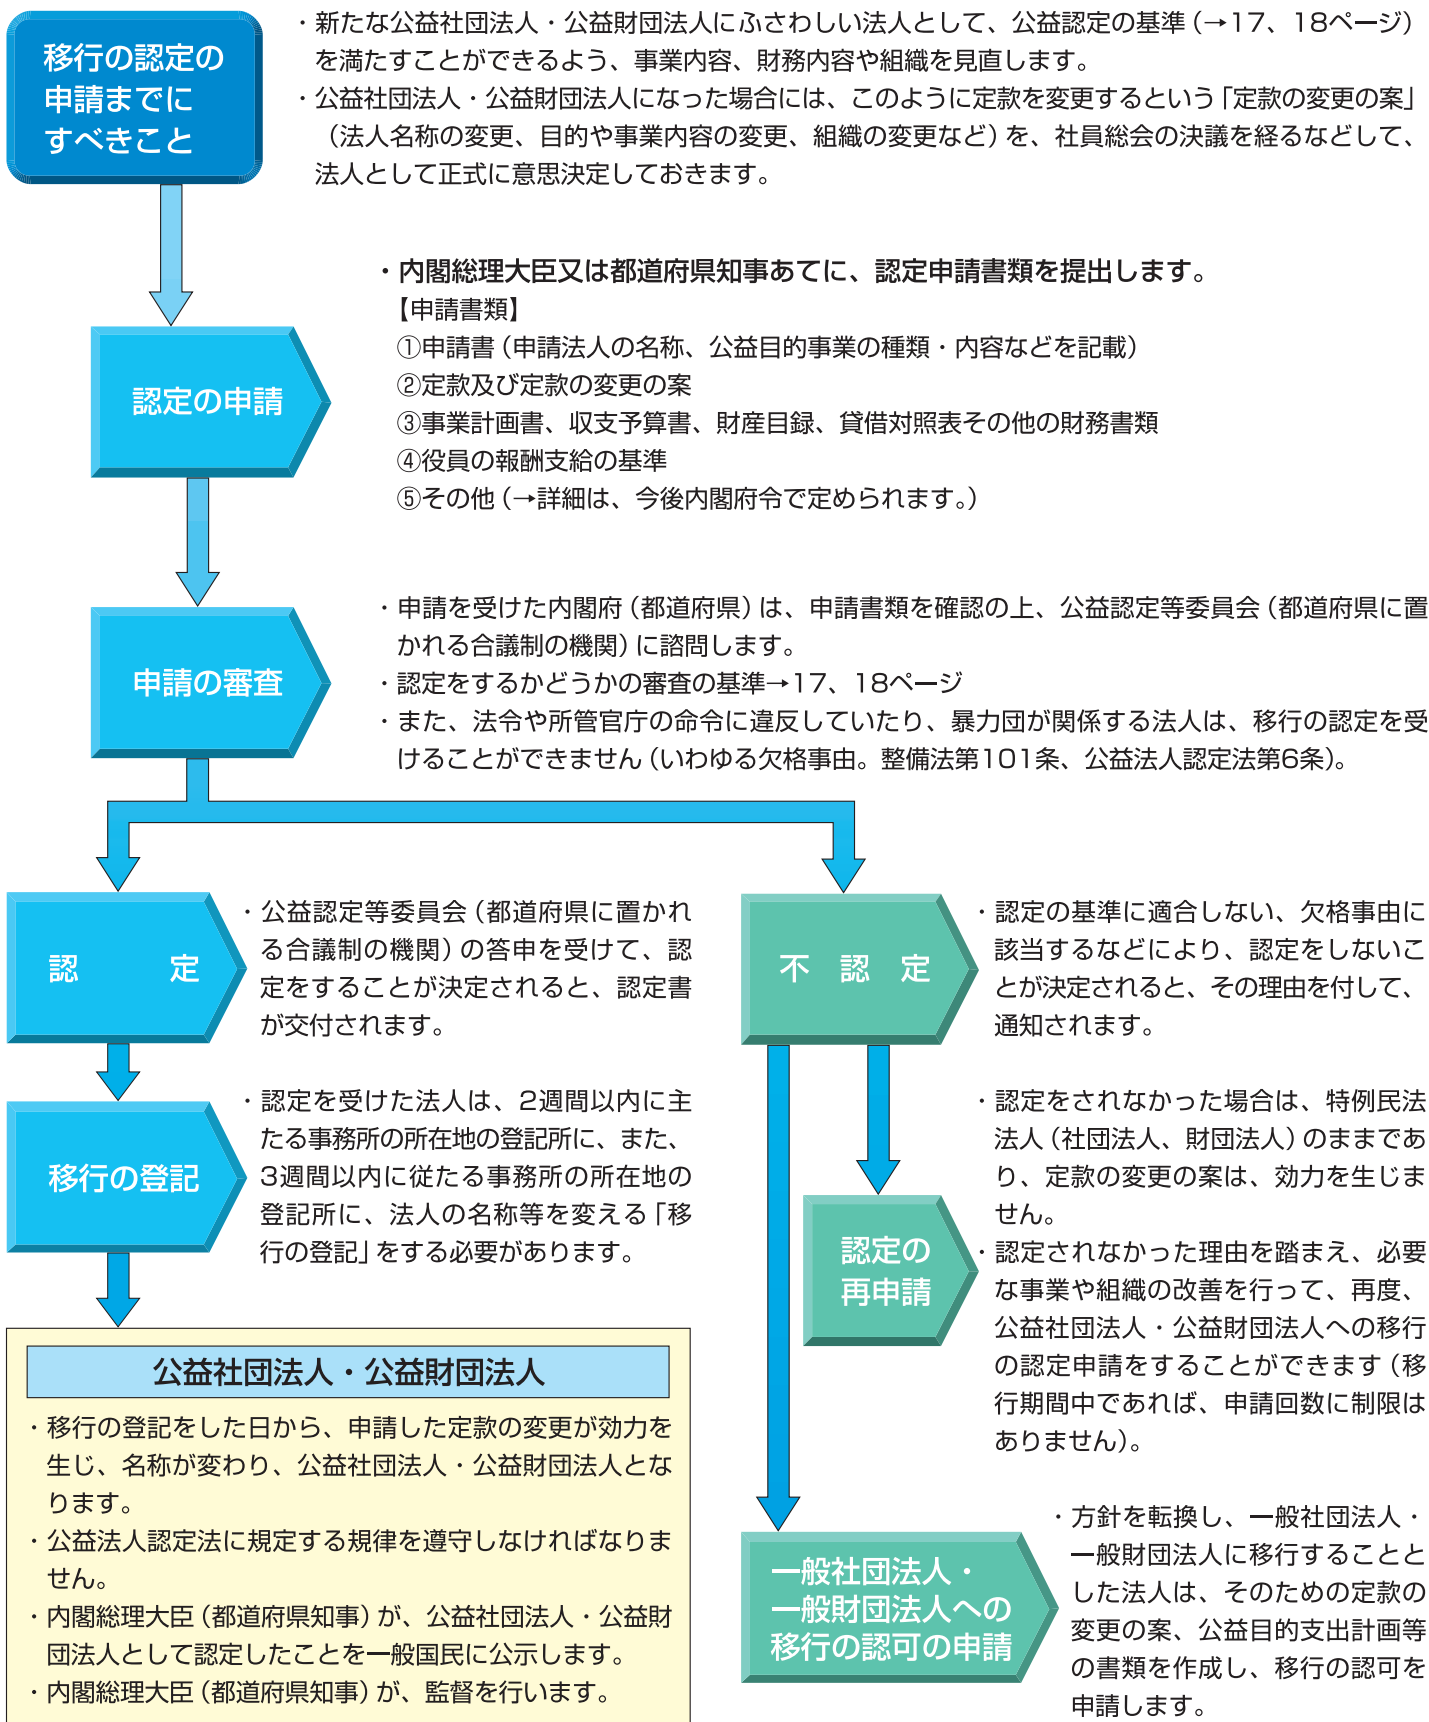 移行の認定の
申請までに
すべきこと
・新たな公益社団法人・公益財団法人にふさわしい法人として、公益認定の基準（→17、18ページ）
を満たすことができるよう、事業内容、財務内容や組織を見直します。
・公益社団法人・公益財団法人になった場合には、このように定款を変更するという「定款の変更の案」
（法人名称の変更、目的や事業内容の変更、組織の変更など）を、社員総会の決議を経るなどして、
法人として正式に意思決定しておきます。
認定の申請
・内閣総理大臣又は都道府県知事あてに、認定申請書類を提出します。
【申請書類】
①申請書（申請法人の名称、公益目的事業の種類・内容などを記載）
②定款及び定款の変更の案
③事業計画書、収支予算書、財産目録、貸借対照表その他の財務書類
④役員の報酬支給の基準
⑤その他（→詳細は、今後内閣府令で定められます。）
申請の審査
・申請を受けた内閣府（都道府県）は、申請書類を確認の上、公益認定等委員会（都道府県に置
かれる合議制の機関）に諮問します。
・認定をするかどうかの審査の基準→17、18ページ
・また、法令や所管官庁の命令に違反していたり、暴力団が関係する法人は、移行の認定を受
けることができません（いわゆる欠格事由。整備法第101条、公益法人認定法第6条）。
認　　　定
・公益認定等委員会（都道府県に置かれ
る合議制の機関）の答申を受けて、認
定をすることが決定されると、認定書
が交付されます。
移行の登記
・認定を受けた法人は、2週間以内に主
たる事務所の所在地の登記所に、また、
3週間以内に従たる事務所の所在地の
登記所に、法人の名称等を変える「移
行の登記」をする必要があります。
公益社団法人・公益財団法人
・移行の登記をした日から、申請した定款の変更が効力を
生じ、名称が変わり、公益社団法人・公益財団法人とな
ります。
・公益法人認定法に規定する規律を遵守しなければなりま
せん。
・内閣総理大臣（都道府県知事）が、公益社団法人・公益財
団法人として認定したことを一般国民に公示します。
・内閣総理大臣（都道府県知事）が、監督を行います。
不　認　定
・認定の基準に適合しない、欠格事由に
該当するなどにより、認定をしないこ
とが決定されると、その理由を付して、
通知されます。
認定の
再申請
・認定をされなかった場合は、特例民法
法人（社団法人、財団法人）のままであ
り、定款の変更の案は、効力を生じま
せん。
・認定されなかった理由を踏まえ、必要
な事業や組織の改善を行って、再度、
公益社団法人・公益財団法人への移行
の認定申請をすることができます（移
行期間中であれば、申請回数に制限は
ありません）。
一般社団法人・
一般財団法人への
移行の認可の申請
・方針を転換し、一般社団法人・
一般財団法人に移行することと
した法人は、そのための定款の
変更の案、公益目的支出計画等
の書類を作成し、移行の認可を
申請します。